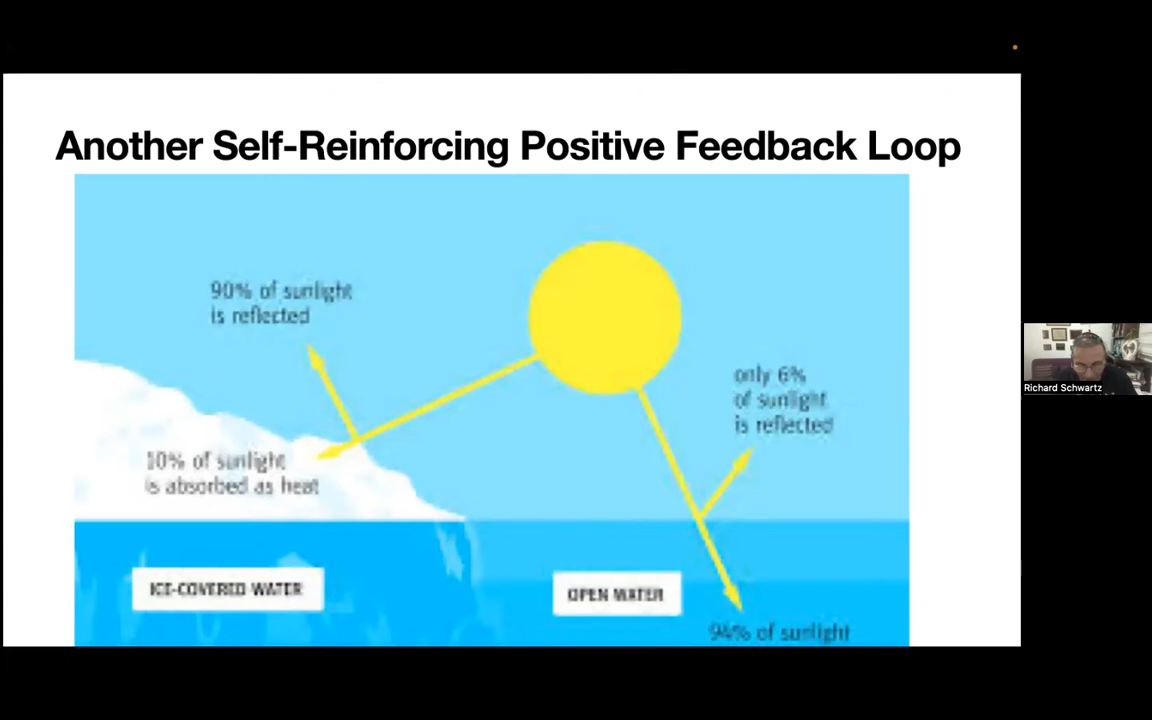 Another Self-Reinforcing Positive Feedback Loop
90% of sunlight
is reflected
only 6%
of sunlight
is reflected
10% of sunlight
is absorbed as heat
ICE-COVERED WATER
OPEN WATER
94% of sunlight
Richard Schwartz